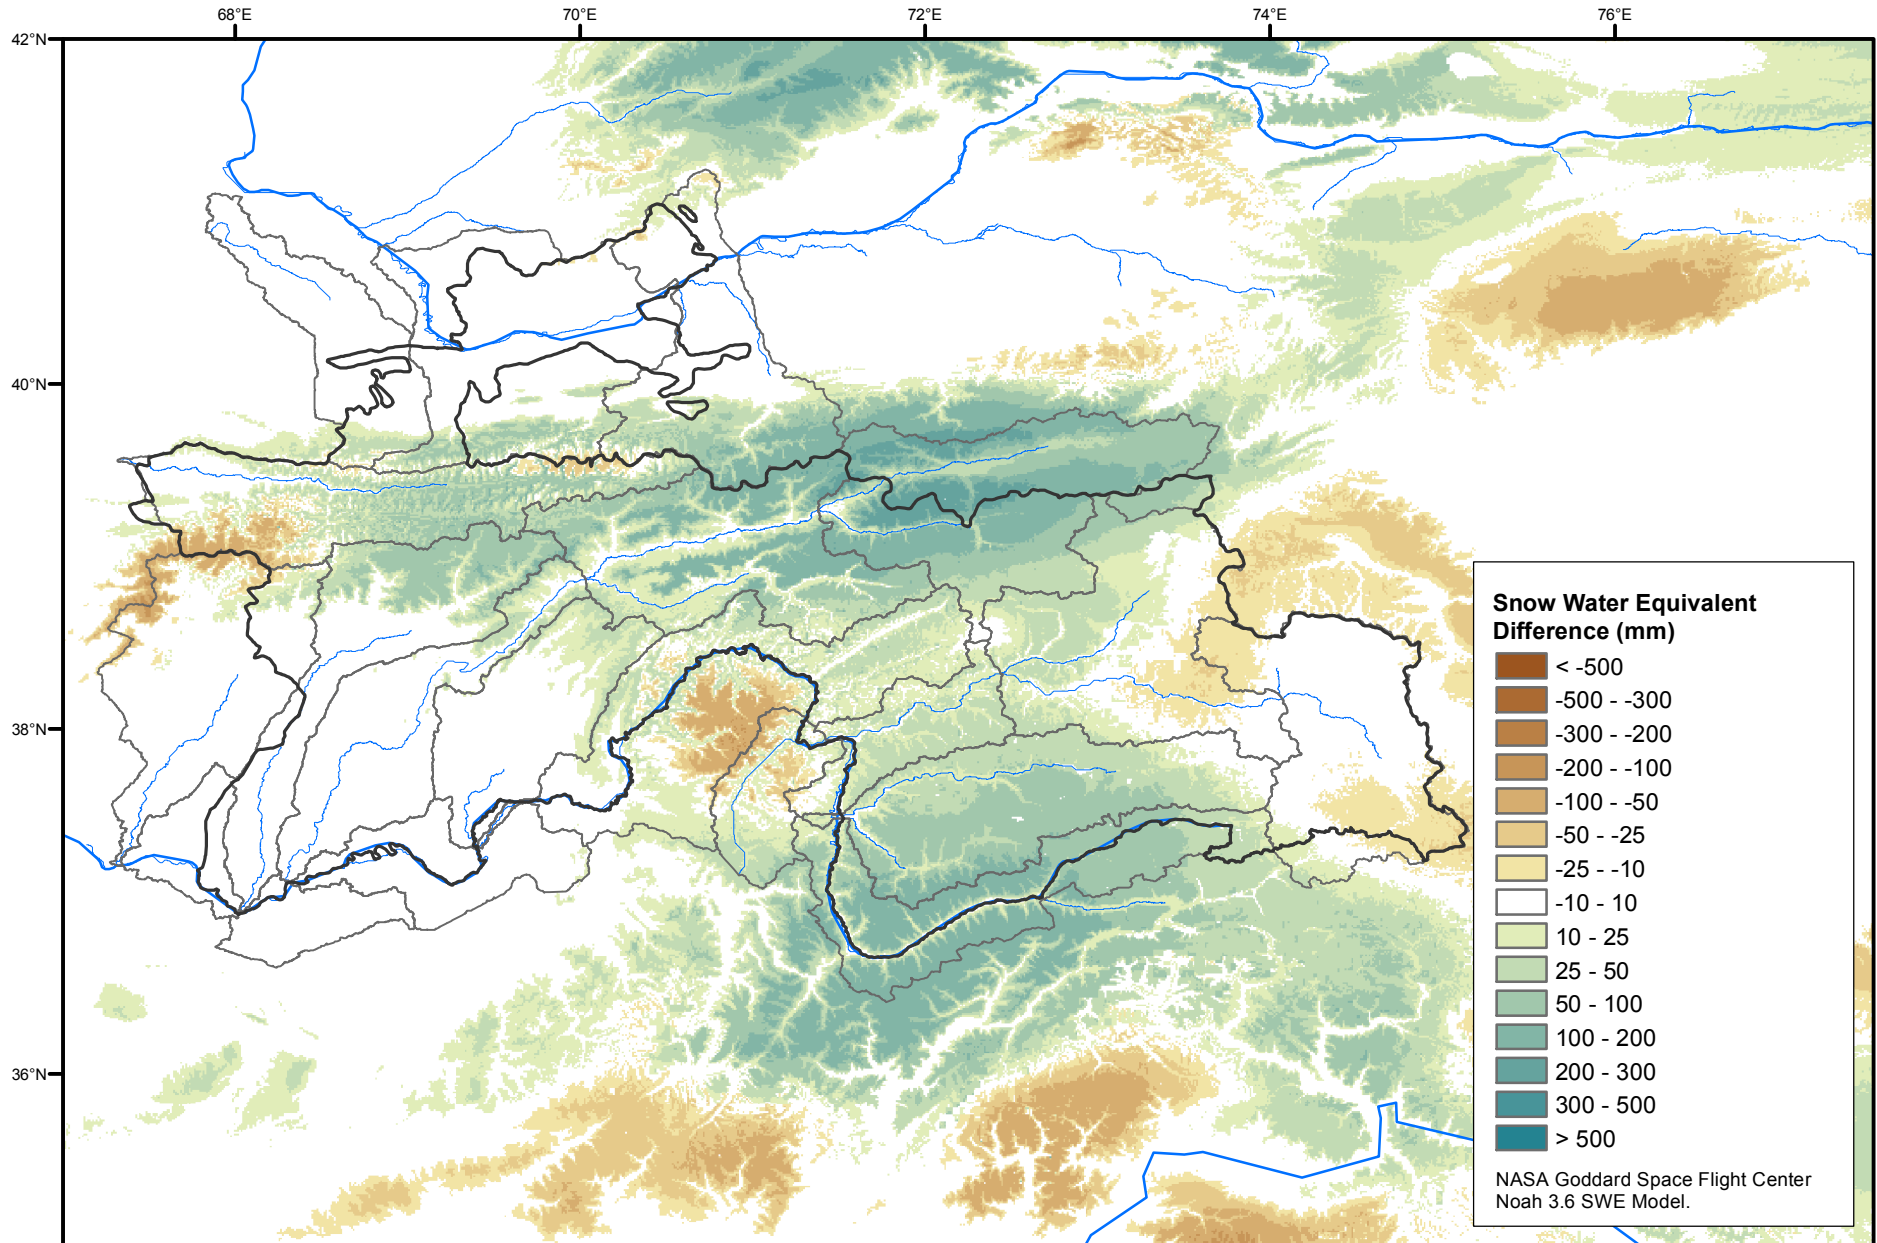 68°E 70°E 72°E 74°E 76°E
42°N
40°N
38°N
36°N
Snow Water Equivalent
Difference (mm)
< -500
-500 - -300
-300 - -200
-200 - -100
-100 - -50
-50 - -25
-25 - -10
-10 - 10
10 - 25
25 - 50
50 - 100
100 - 200
200 - 300
300 - 500
> 500
NASA Goddard Space Flight Center
Noah 3.6 SWE Model.